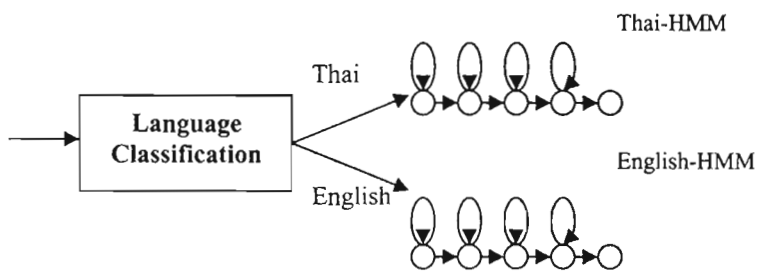 Thai-HMM
Thai
Language
Classification
English-HMM
English